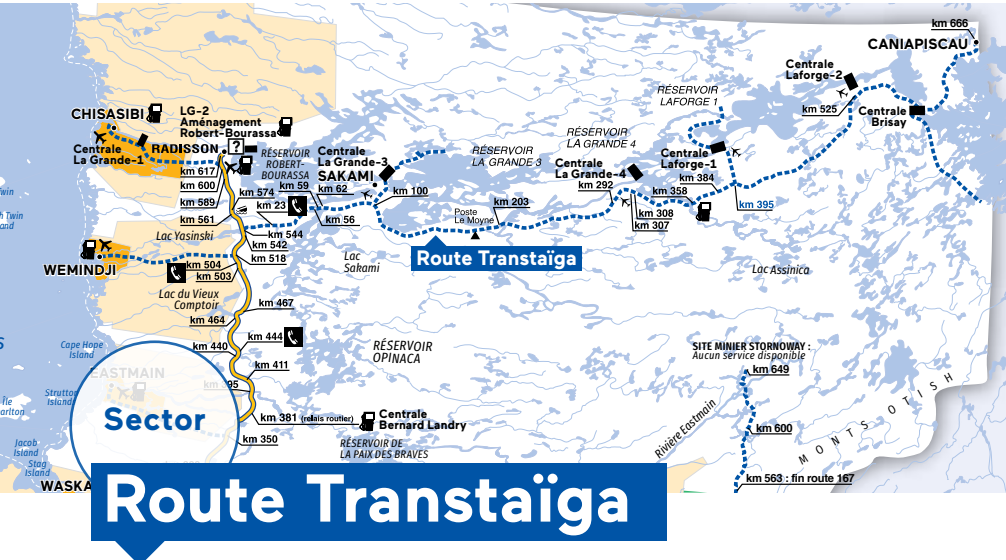 km 666
CANIAPISCAU
Centrale
Laforge-2
km 525
Centrale
Brisay
RÉSERVOIR
LAFORGE 1
Centrale
Laforge-1
km 384
km 395
km 358
RÉSERVOIR
LA GRANDE 4
Centrale
La Grande-4
km 292
km 308
km 307
RÉSERVOIR
LA GRANDE 3
km 203
Poste
Le Moyne
km 100
Centrale
La Grande-3
SAKAMI
km 62
km 59
km 56
km 23
km 574
RÉSERVOIR
ROBERT-
BOURASSA
LG-2
Aménagement
Robert-Bourassa
CHISASIBI
Centrale
La Grande-1
RADISSON
?
km 617
km 600
km 589
km 561
km 544
km 542
km 518
Lac Yasinski
WEMINDJI
km 504
km 503
Lac du Vieux
Comptoir
km 467
km 464
km 444
km 440
km 411
km 381 (relais routier)
km 350
Centrale
Bernard Landry
RÉSERVOIR DE
LA PAIX DES BRAVES
RÉSERVOIR
OPINACA
Lac
Sakami
Route Transtaïga
Lac Assinica
SITE MINIER STORNOWAY :
Aucun service disponible
km 649
km 600
km 563 : fin route 167
Rivière Eastmain
MONTS OTISH
Cape Hope
Island
EASTMAIN
Jacob
Island
Stag
Island
WASKA
Sector
Route Transtaïga